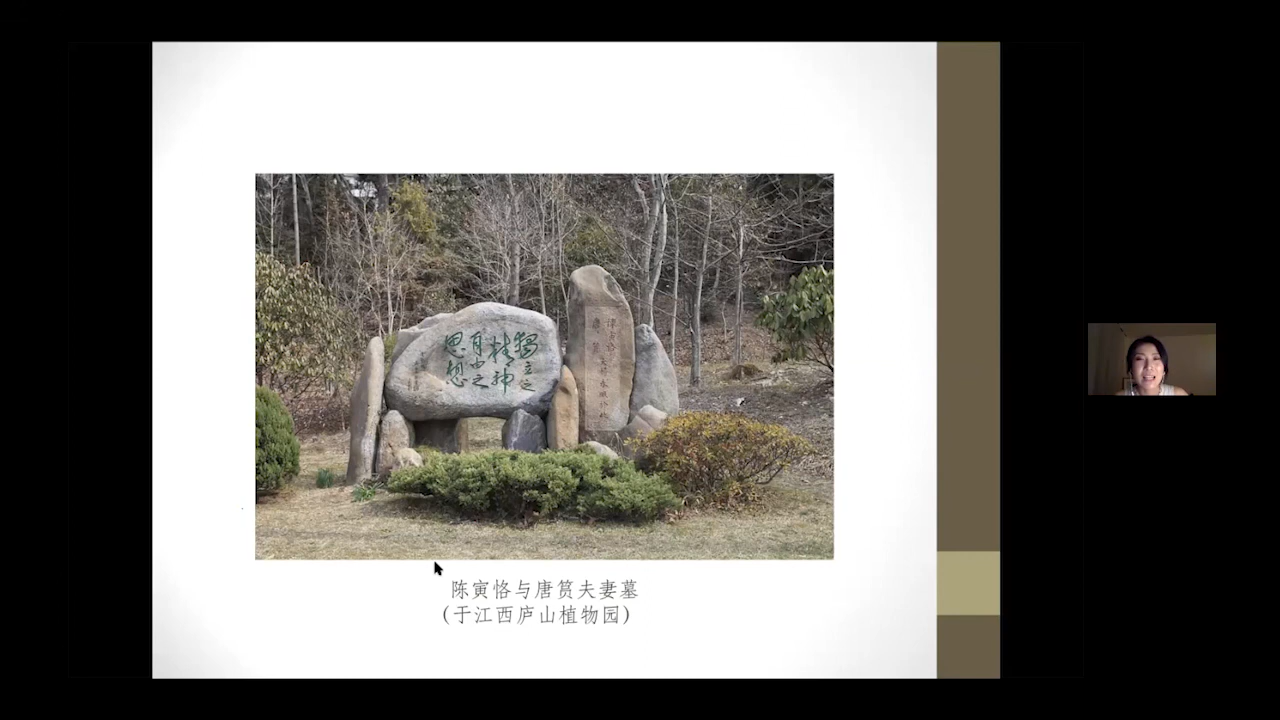 独立之
精神
自由之
思想
陈寅恪与唐筼夫妻墓
(于江西庐山植物园)